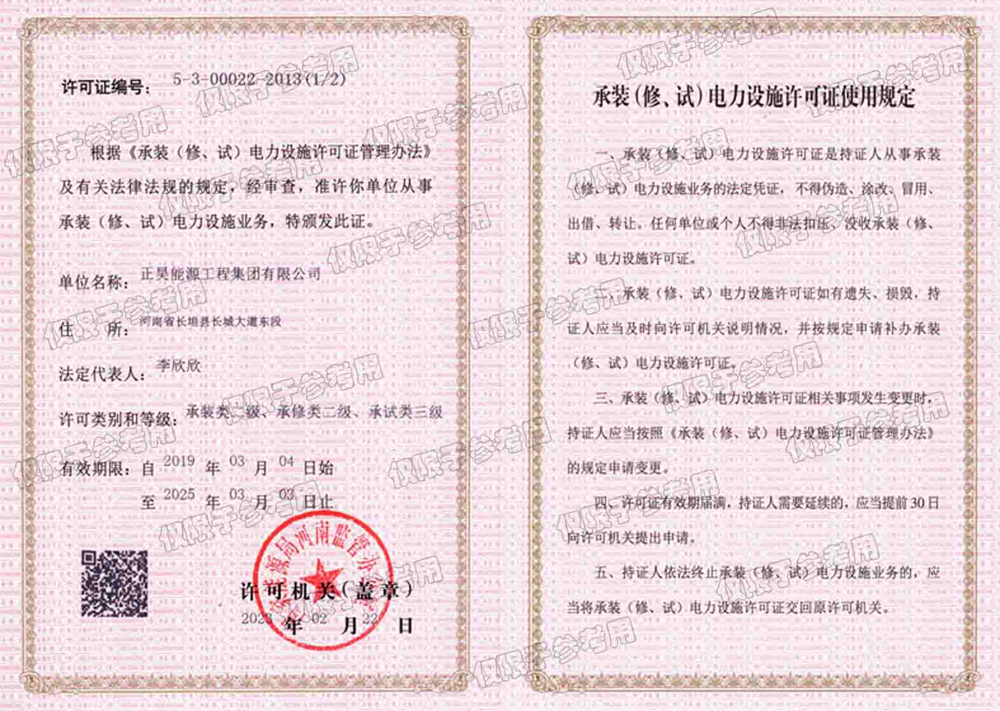 许可证编号： 5-3-00022-2013(1/2)
根据《承装（修、试）电力设施许可证管理办法》
及有关法律法规的规定，经审查，准许你单位从事
承装（修、试）电力设施业务，特颁发此证。
单位名称： 正昊能源工程集团有限公司
住 所： 河南省长垣县长城大道东段
法定代表人： 李欣欣
许可类别和等级： 承装类二级、承修类二级、承试类三级
有效期限：自 2019 年 03 月 04 日始
至 2025 年 03 月 03 日止
许可机关（盖章）
2023 年 02 月 22 日
承装（修、试）电力设施许可证使用规定
一、承装（修、试）电力设施许可证是持证人从事承装
（修、试）电力设施业务的法定凭证，不得伪造、涂改、冒用、
出借、转让。任何单位或个人不得非法扣压、没收承装（修、
试）电力设施许可证。
二、承装（修、试）电力设施许可证如有遗失、损毁，持
证人应当及时向许可机关说明情况，并按规定申请补办承装
（修、试）电力设施许可证。
三、承装（修、试）电力设施许可证相关事项发生变更时，
持证人应当按照《承装（修、试）电力设施许可证管理办法》
的规定申请变更。
四、许可证有效期届满，持证人需要延续的，应当提前30日
向许可机关提出申请。
五、持证人依法终止承装（修、试）电力设施业务的，应
当将承装（修、试）电力设施许可证交回原许可机关。
仅限于参考用